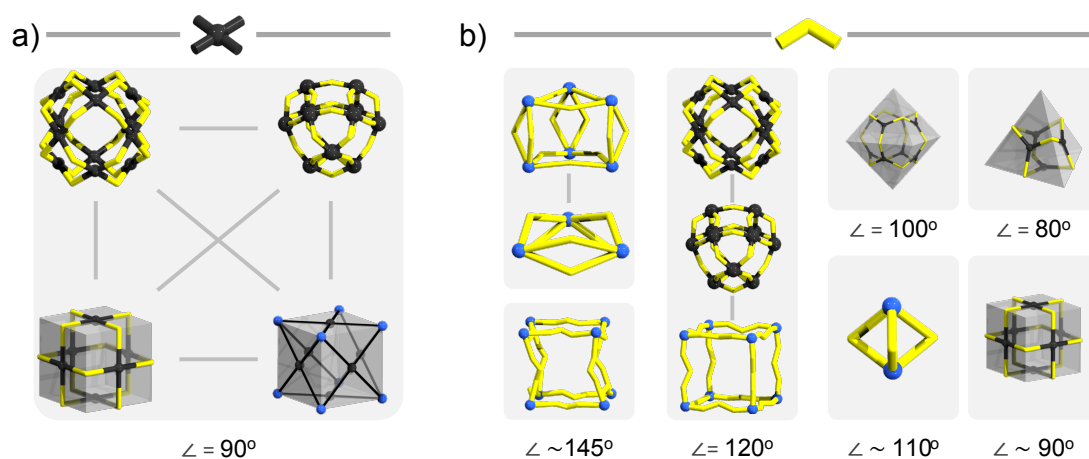 a)
b)
∠ = 100º
∠ = 80º
∠ = 90º
∠ ~145º
∠= 120º
∠ ~ 110º
∠ ~ 90º